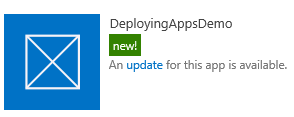 DeployingAppsDemo
new!
An update for this app is available.